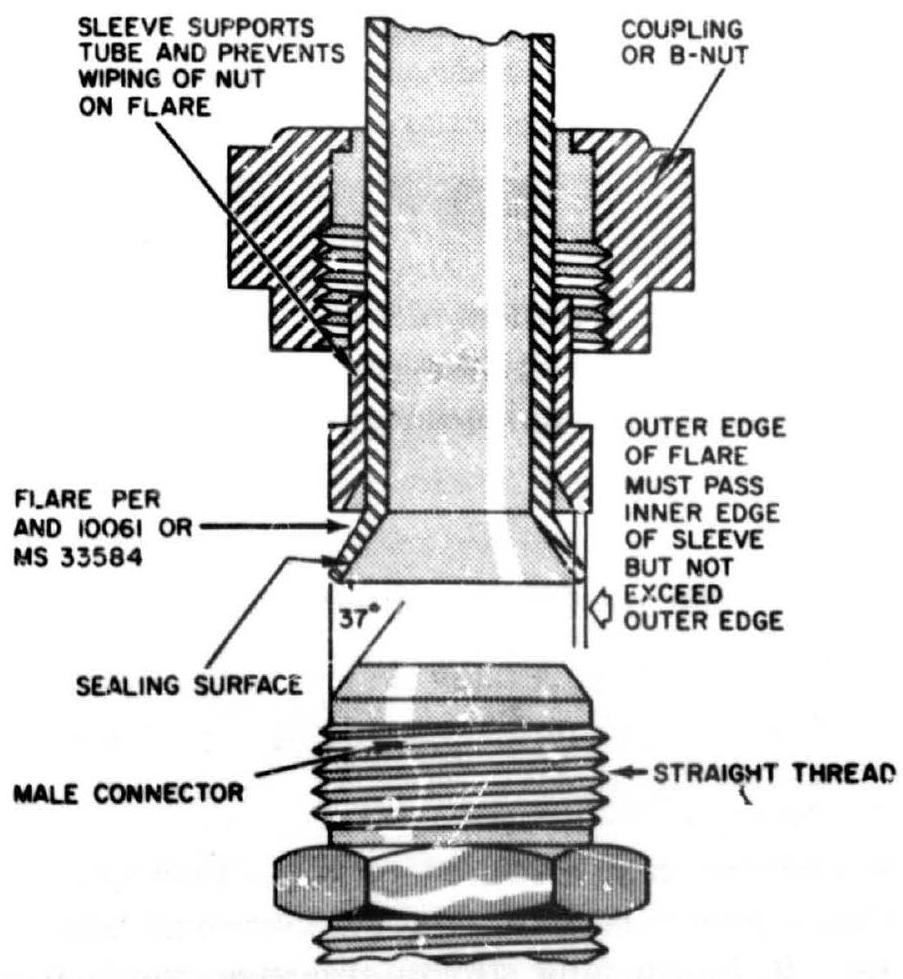 SLEEVE SUPPORTS
TUBE AND PREVENTS
WIPING OF NUT
ON FLARE
COUPLING
OR B-NUT
OUTER EDGE
OF FLARE
MUST PASS
INNER EDGE
OF SLEEVE
BUT NOT
EXCEED
OUTER EDGE
FLARE PER
AND 10061 OR
MS 33584
37°
SEALING SURFACE
MALE CONNECTOR
STRAIGHT THREAD